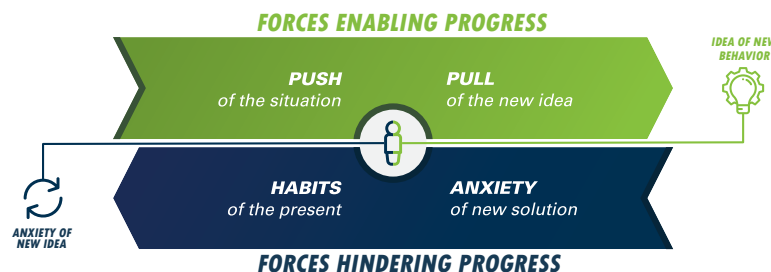 FORCES ENABLING PROGRESS
IDEA OF NEW
BEHAVIOR
PUSH
of the situation
PULL
of the new idea
HABITS
of the present
ANXIETY
of new solution
ANXIETY OF
NEW IDEA
FORCES HINDERING PROGRESS